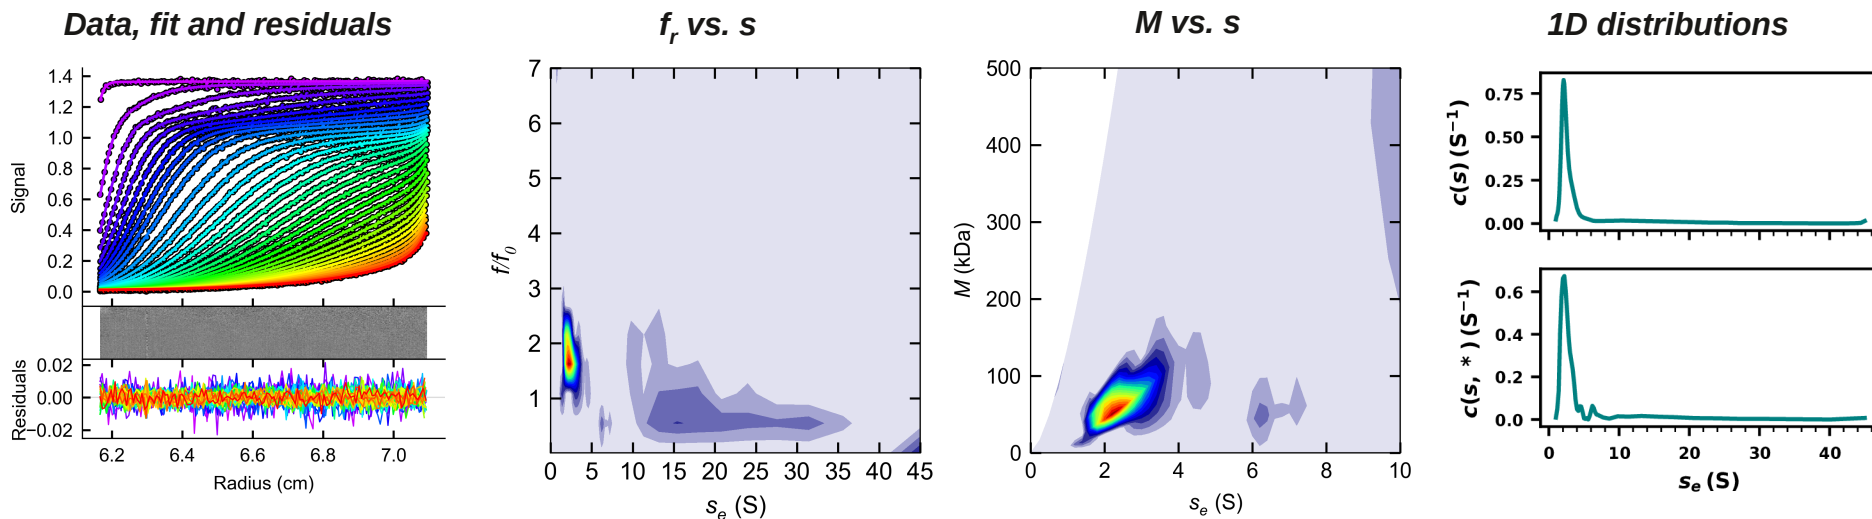 Data, fit and residuals
f_r vs. s
M vs. s
1D distributions
1.4
1.2
1.0
0.8
0.6
0.4
0.2
0.0
Signal
0.02
0.00
−0.02
Residuals
6.2 6.4 6.6 6.8 7.0
Radius (cm)
7
6
5
4
3
2
1
f/f_0
0 5 10 15 20 25 30 35 40 45
s_e (S)
500
400
300
200
100
0
M (kDa)
0 2 4 6 8 10
s_e (S)
0.75
0.50
0.25
0.00
c(s) (S⁻¹)
0 10 20 30 40
0.6
0.4
0.2
0.0
c(s, *) (S⁻¹)
0 10 20 30 40
s_e (S)